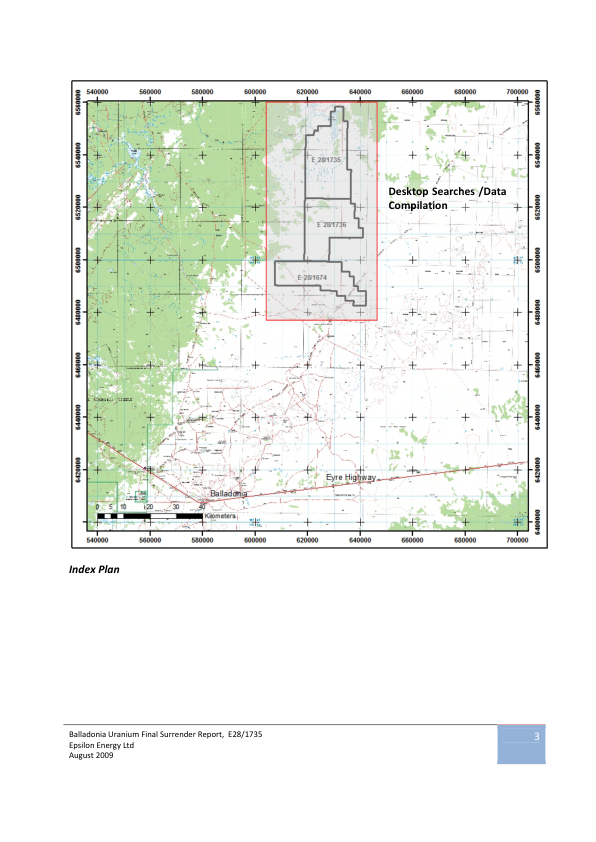 540000 560000 580000 600000 620000 640000 660000 680000 700000
6560000 6560000
6540000 6540000
E 28/1735
Desktop Searches /Data
Compilation
6520000 6520000
E 28/1736
6500000 6500000
E 28/1674
6480000 6480000
6460000 6460000
6440000 6440000
6420000 6420000
Eyre Highway
Balladonia
0 5 10 20 30 40
Kilometers
6400000
540000 560000 580000 600000 620000 640000 660000 680000 700000
Index Plan
Balladonia Uranium Final Surrender Report, E28/1735
3
Epsilon Energy Ltd
August 2009